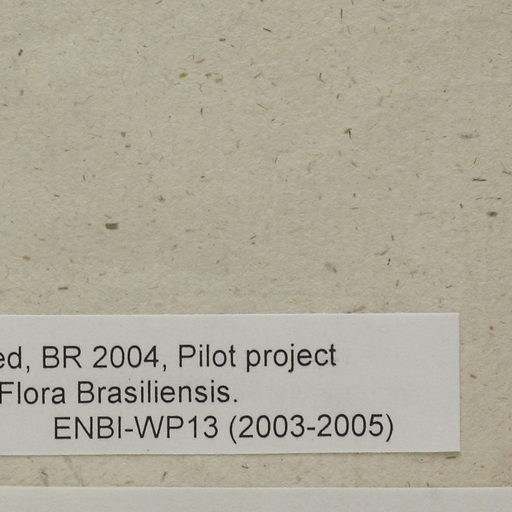 ed, BR 2004, Pilot project
Flora Brasiliensis.
ENBI-WP13 (2003-2005)